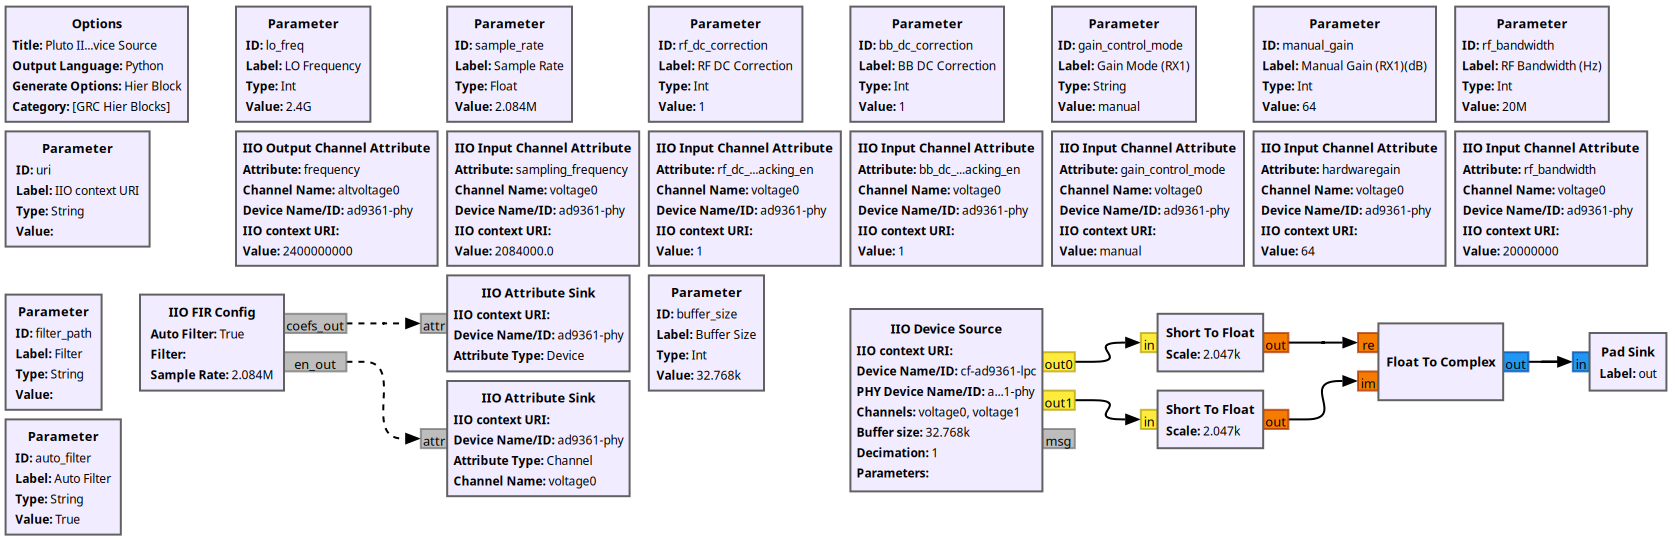 Options
Title: Pluto II...vice Source
Output Language: Python
Generate Options: Hier Block
Category: [GRC Hier Blocks]
Parameter
ID: lo_freq
Label: LO Frequency
Type: Int
Value: 2.4G
Parameter
ID: sample_rate
Label: Sample Rate
Type: Float
Value: 2.084M
Parameter
ID: rf_dc_correction
Label: RF DC Correction
Type: Int
Value: 1
Parameter
ID: bb_dc_correction
Label: BB DC Correction
Type: Int
Value: 1
Parameter
ID: gain_control_mode
Label: Gain Mode (RX1)
Type: String
Value: manual
Parameter
ID: manual_gain
Label: Manual Gain (RX1)(dB)
Type: Int
Value: 64
Parameter
ID: rf_bandwidth
Label: RF Bandwidth (Hz)
Type: Int
Value: 20M
Parameter
ID: uri
Label: IIO context URI
Type: String
Value:
IIO Output Channel Attribute
Attribute: frequency
Channel Name: altvoltage0
Device Name/ID: ad9361-phy
IIO context URI:
Value: 2400000000
IIO Input Channel Attribute
Attribute: sampling_frequency
Channel Name: voltage0
Device Name/ID: ad9361-phy
IIO context URI:
Value: 2084000.0
IIO Input Channel Attribute
Attribute: rf_dc_...acking_en
Channel Name: voltage0
Device Name/ID: ad9361-phy
IIO context URI:
Value: 1
IIO Input Channel Attribute
Attribute: bb_dc_...acking_en
Channel Name: voltage0
Device Name/ID: ad9361-phy
IIO context URI:
Value: 1
IIO Input Channel Attribute
Attribute: gain_control_mode
Channel Name: voltage0
Device Name/ID: ad9361-phy
IIO context URI:
Value: manual
IIO Input Channel Attribute
Attribute: hardwaregain
Channel Name: voltage0
Device Name/ID: ad9361-phy
IIO context URI:
Value: 64
IIO Input Channel Attribute
Attribute: rf_bandwidth
Channel Name: voltage0
Device Name/ID: ad9361-phy
IIO context URI:
Value: 20000000
Parameter
ID: filter_path
Label: Filter
Type: String
Value:
IIO FIR Config
Auto Filter: True
Filter:
Sample Rate: 2.084M
coefs_out
en_out
attr
IIO Attribute Sink
IIO context URI:
Device Name/ID: ad9361-phy
Attribute Type: Device
attr
IIO Attribute Sink
IIO context URI:
Device Name/ID: ad9361-phy
Attribute Type: Channel
Channel Name: voltage0
Parameter
ID: buffer_size
Label: Buffer Size
Type: Int
Value: 32.768k
IIO Device Source
IIO context URI:
Device Name/ID: cf-ad9361-lpc
PHY Device Name/ID: a...1-phy
Channels: voltage0, voltage1
Buffer size: 32.768k
Decimation: 1
Parameters:
out0
out1
msg
in
Short To Float
Scale: 2.047k
out
in
Short To Float
Scale: 2.047k
out
re
im
Float To Complex
out
in
Pad Sink
Label: out
Parameter
ID: auto_filter
Label: Auto Filter
Type: String
Value: True